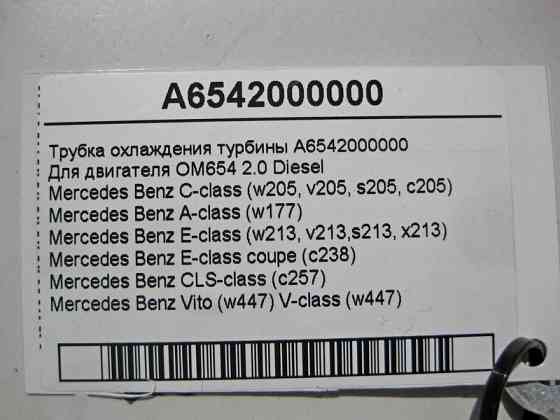 A6542000000
Трубка охлаждения турбины A6542000000
Для двигателя OM654 2.0 Diesel
Mercedes Benz C-class (w205, v205, s205, c205)
Mercedes Benz A-class (w177)
Mercedes Benz E-class (w213, v213,s213, x213)
Mercedes Benz E-class coupe (c238)
Mercedes Benz CLS-class (c257)
Mercedes Benz Vito (w447) V-class (w447)